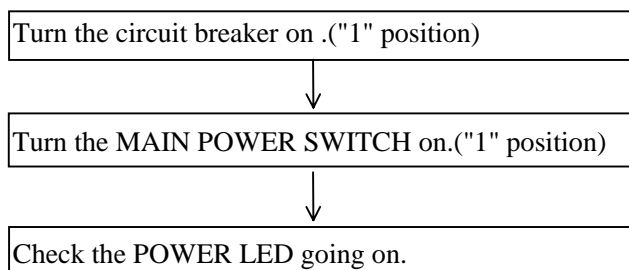 Turn the circuit breaker on .("1" position)
Turn the MAIN POWER SWITCH on.("1" position)
Check the POWER LED going on.